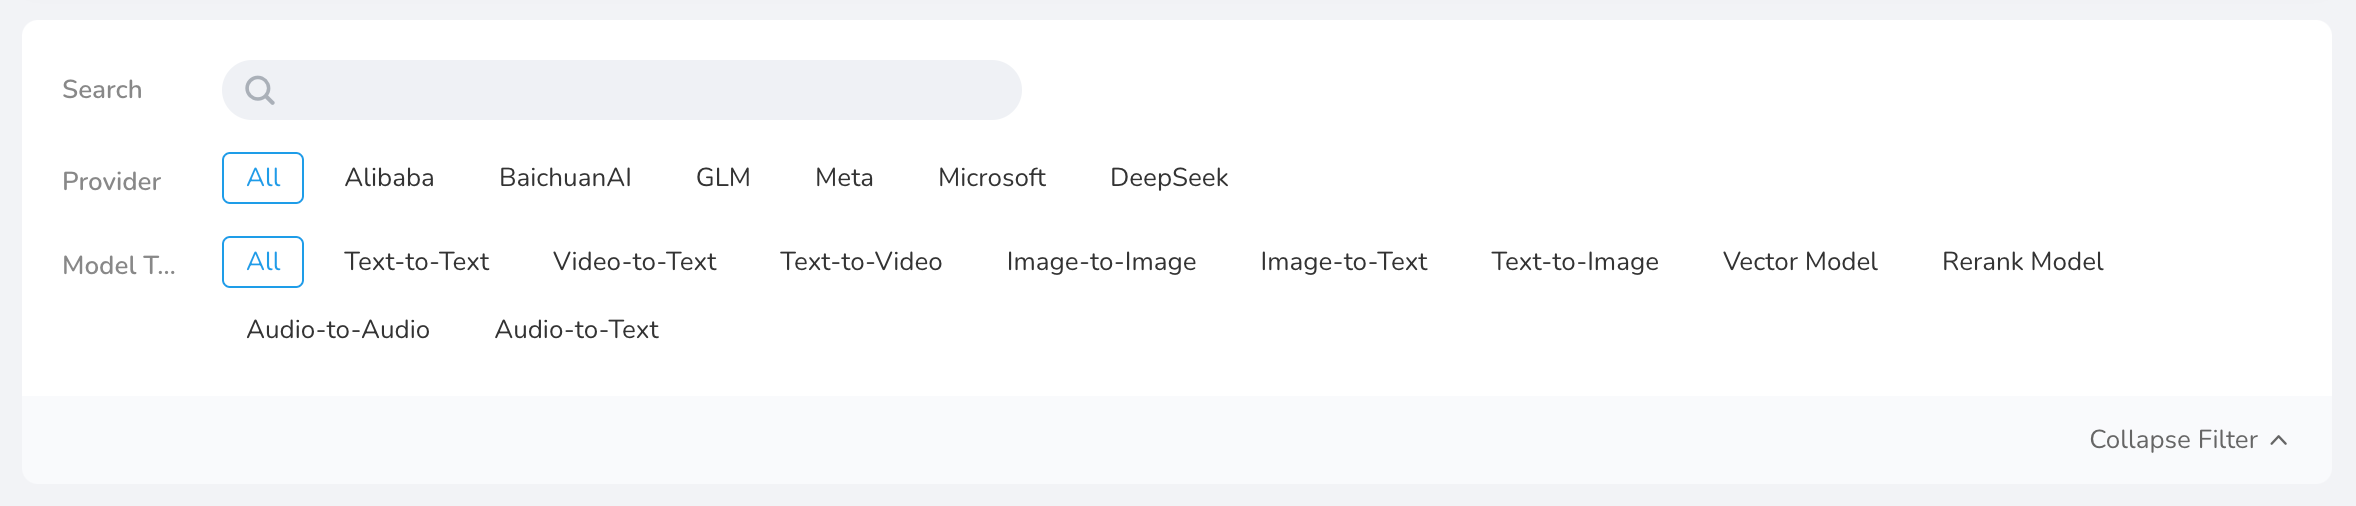 Search
Provider All Alibaba BaichuanAI GLM Meta Microsoft DeepSeek
Model T... All Text-to-Text Video-to-Text Text-to-Video Image-to-Image Image-to-Text Text-to-Image Vector Model Rerank Model
Audio-to-Audio Audio-to-Text
Collapse Filter